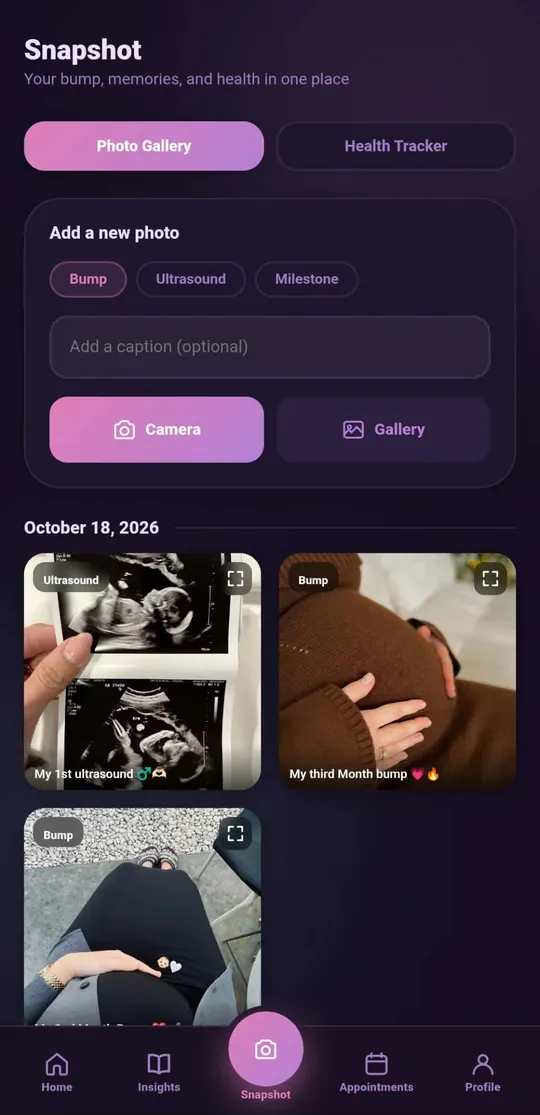 Snapshot
Your bump, memories, and health in one place
Photo Gallery
Health Tracker
Add a new photo
Bump
Ultrasound
Milestone
Add a caption (optional)
Camera
Gallery
October 18, 2026
Ultrasound
Bump
My 1st ultrasound ♂️🫶🏻
My third Month bump 💗🔥
Bump
Home
Insights
Snapshot
Appointments
Profile